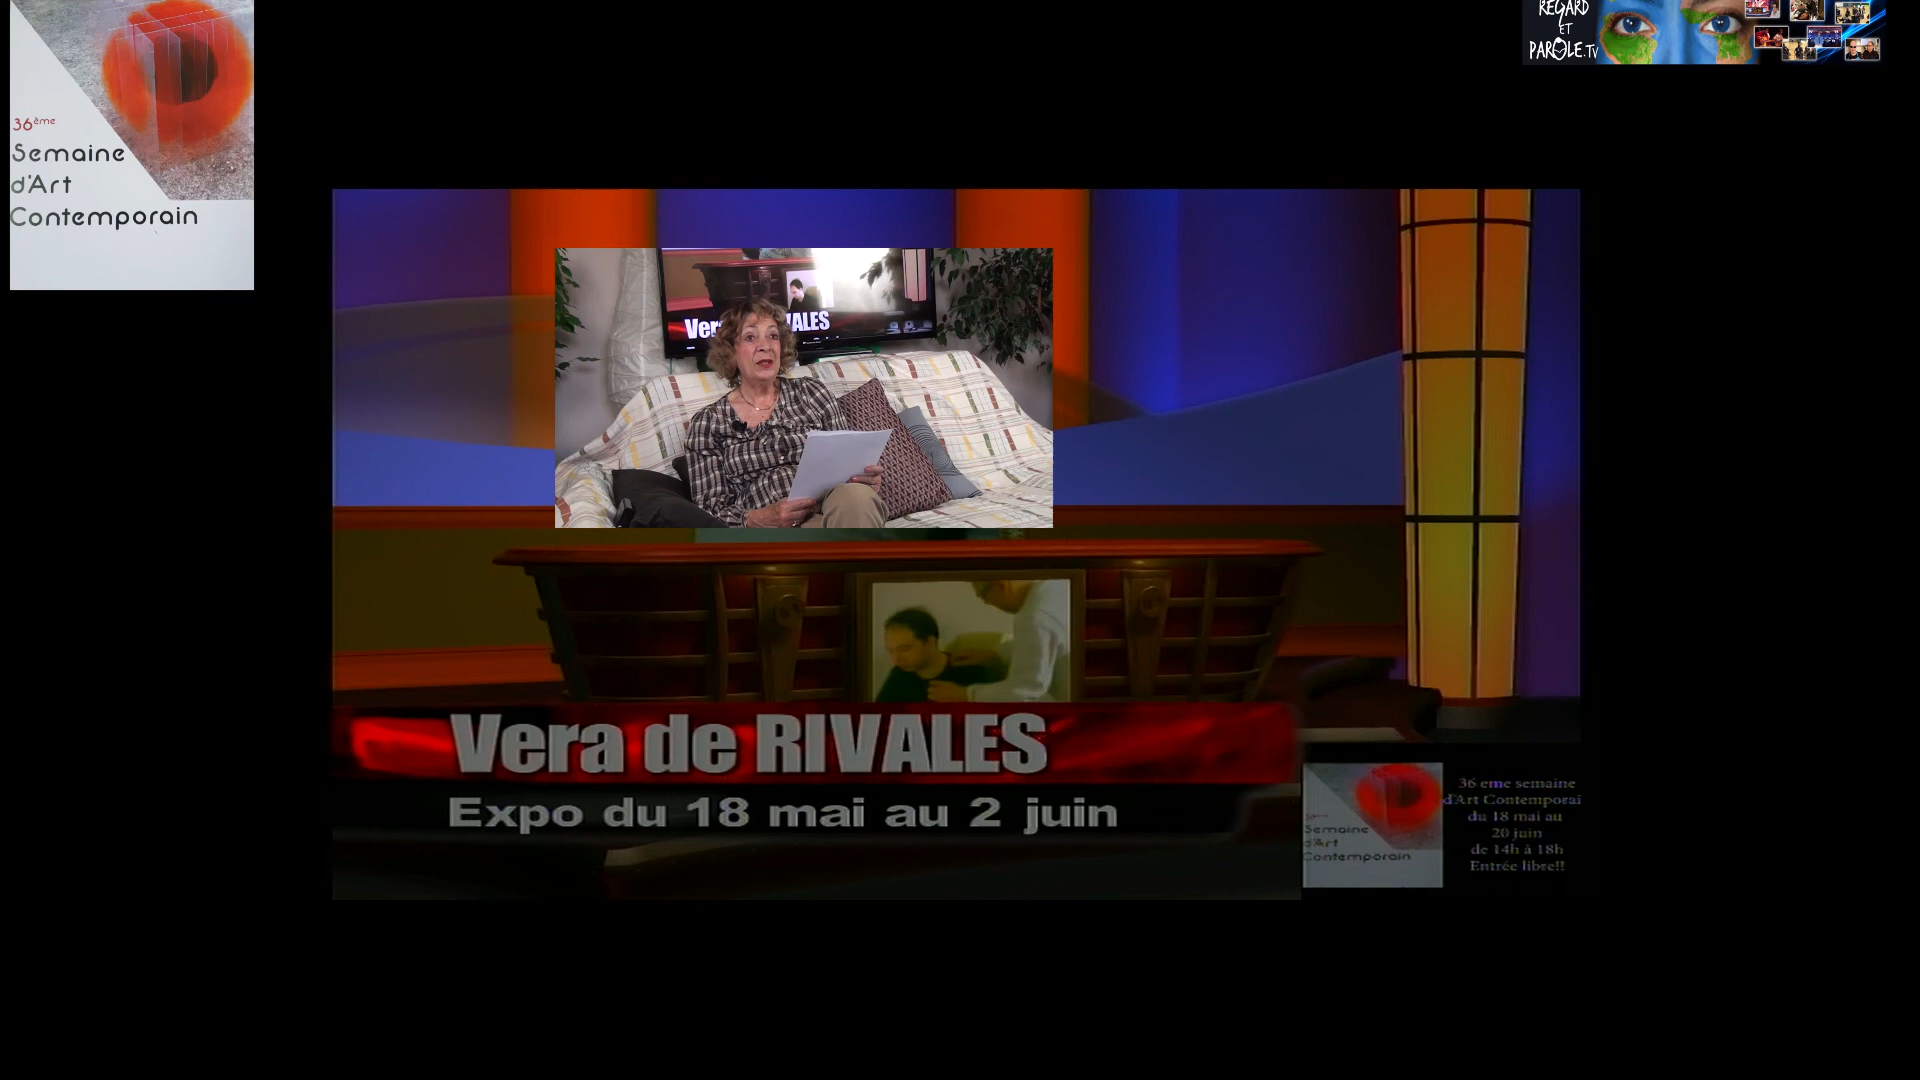 36ème
Semaine
d'Art
Contemporain
REGARD
ET
PAROLE.TV
Ver
VALES
Vera de RIVALES
Expo du 18 mai au 2 juin
Semaine
d'Art
Contemporain
36 eme semaine
d'Art Contemporai
du 18 mai au
20 juin
de 14h à 18h
Entrée libre!!